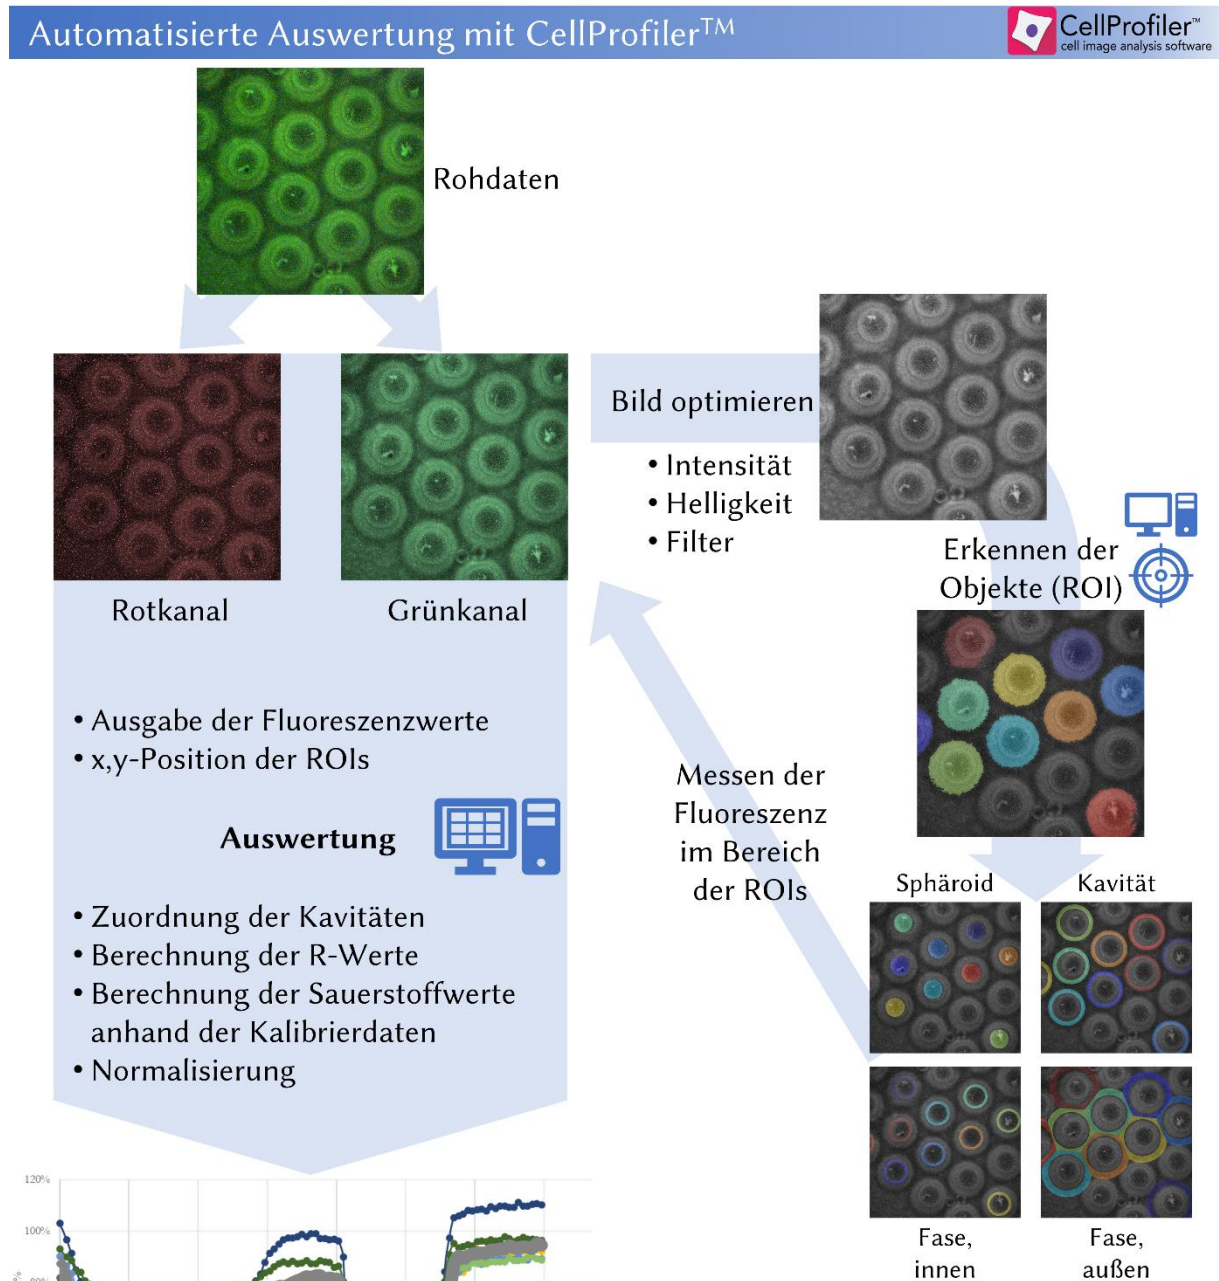 Automatisierte Auswertung mit CellProfiler™
CellProfiler™
cell image analysis software
Rohdaten
Bild optimieren
• Intensität
• Helligkeit
• Filter
Erkennen der
Objekte (ROI)
Rotkanal
Grünkanal
• Ausgabe der Fluoreszenzwerte
• x,y-Position der ROIs
Messen der
Fluoreszenz
im Bereich
der ROIs
Auswertung
Sphäroid
Kavität
• Zuordnung der Kavitäten
• Berechnung der R-Werte
• Berechnung der Sauerstoffwerte
anhand der Kalibrierdaten
• Normalisierung
120%
100%
Fase,
innen
Fase,
außen